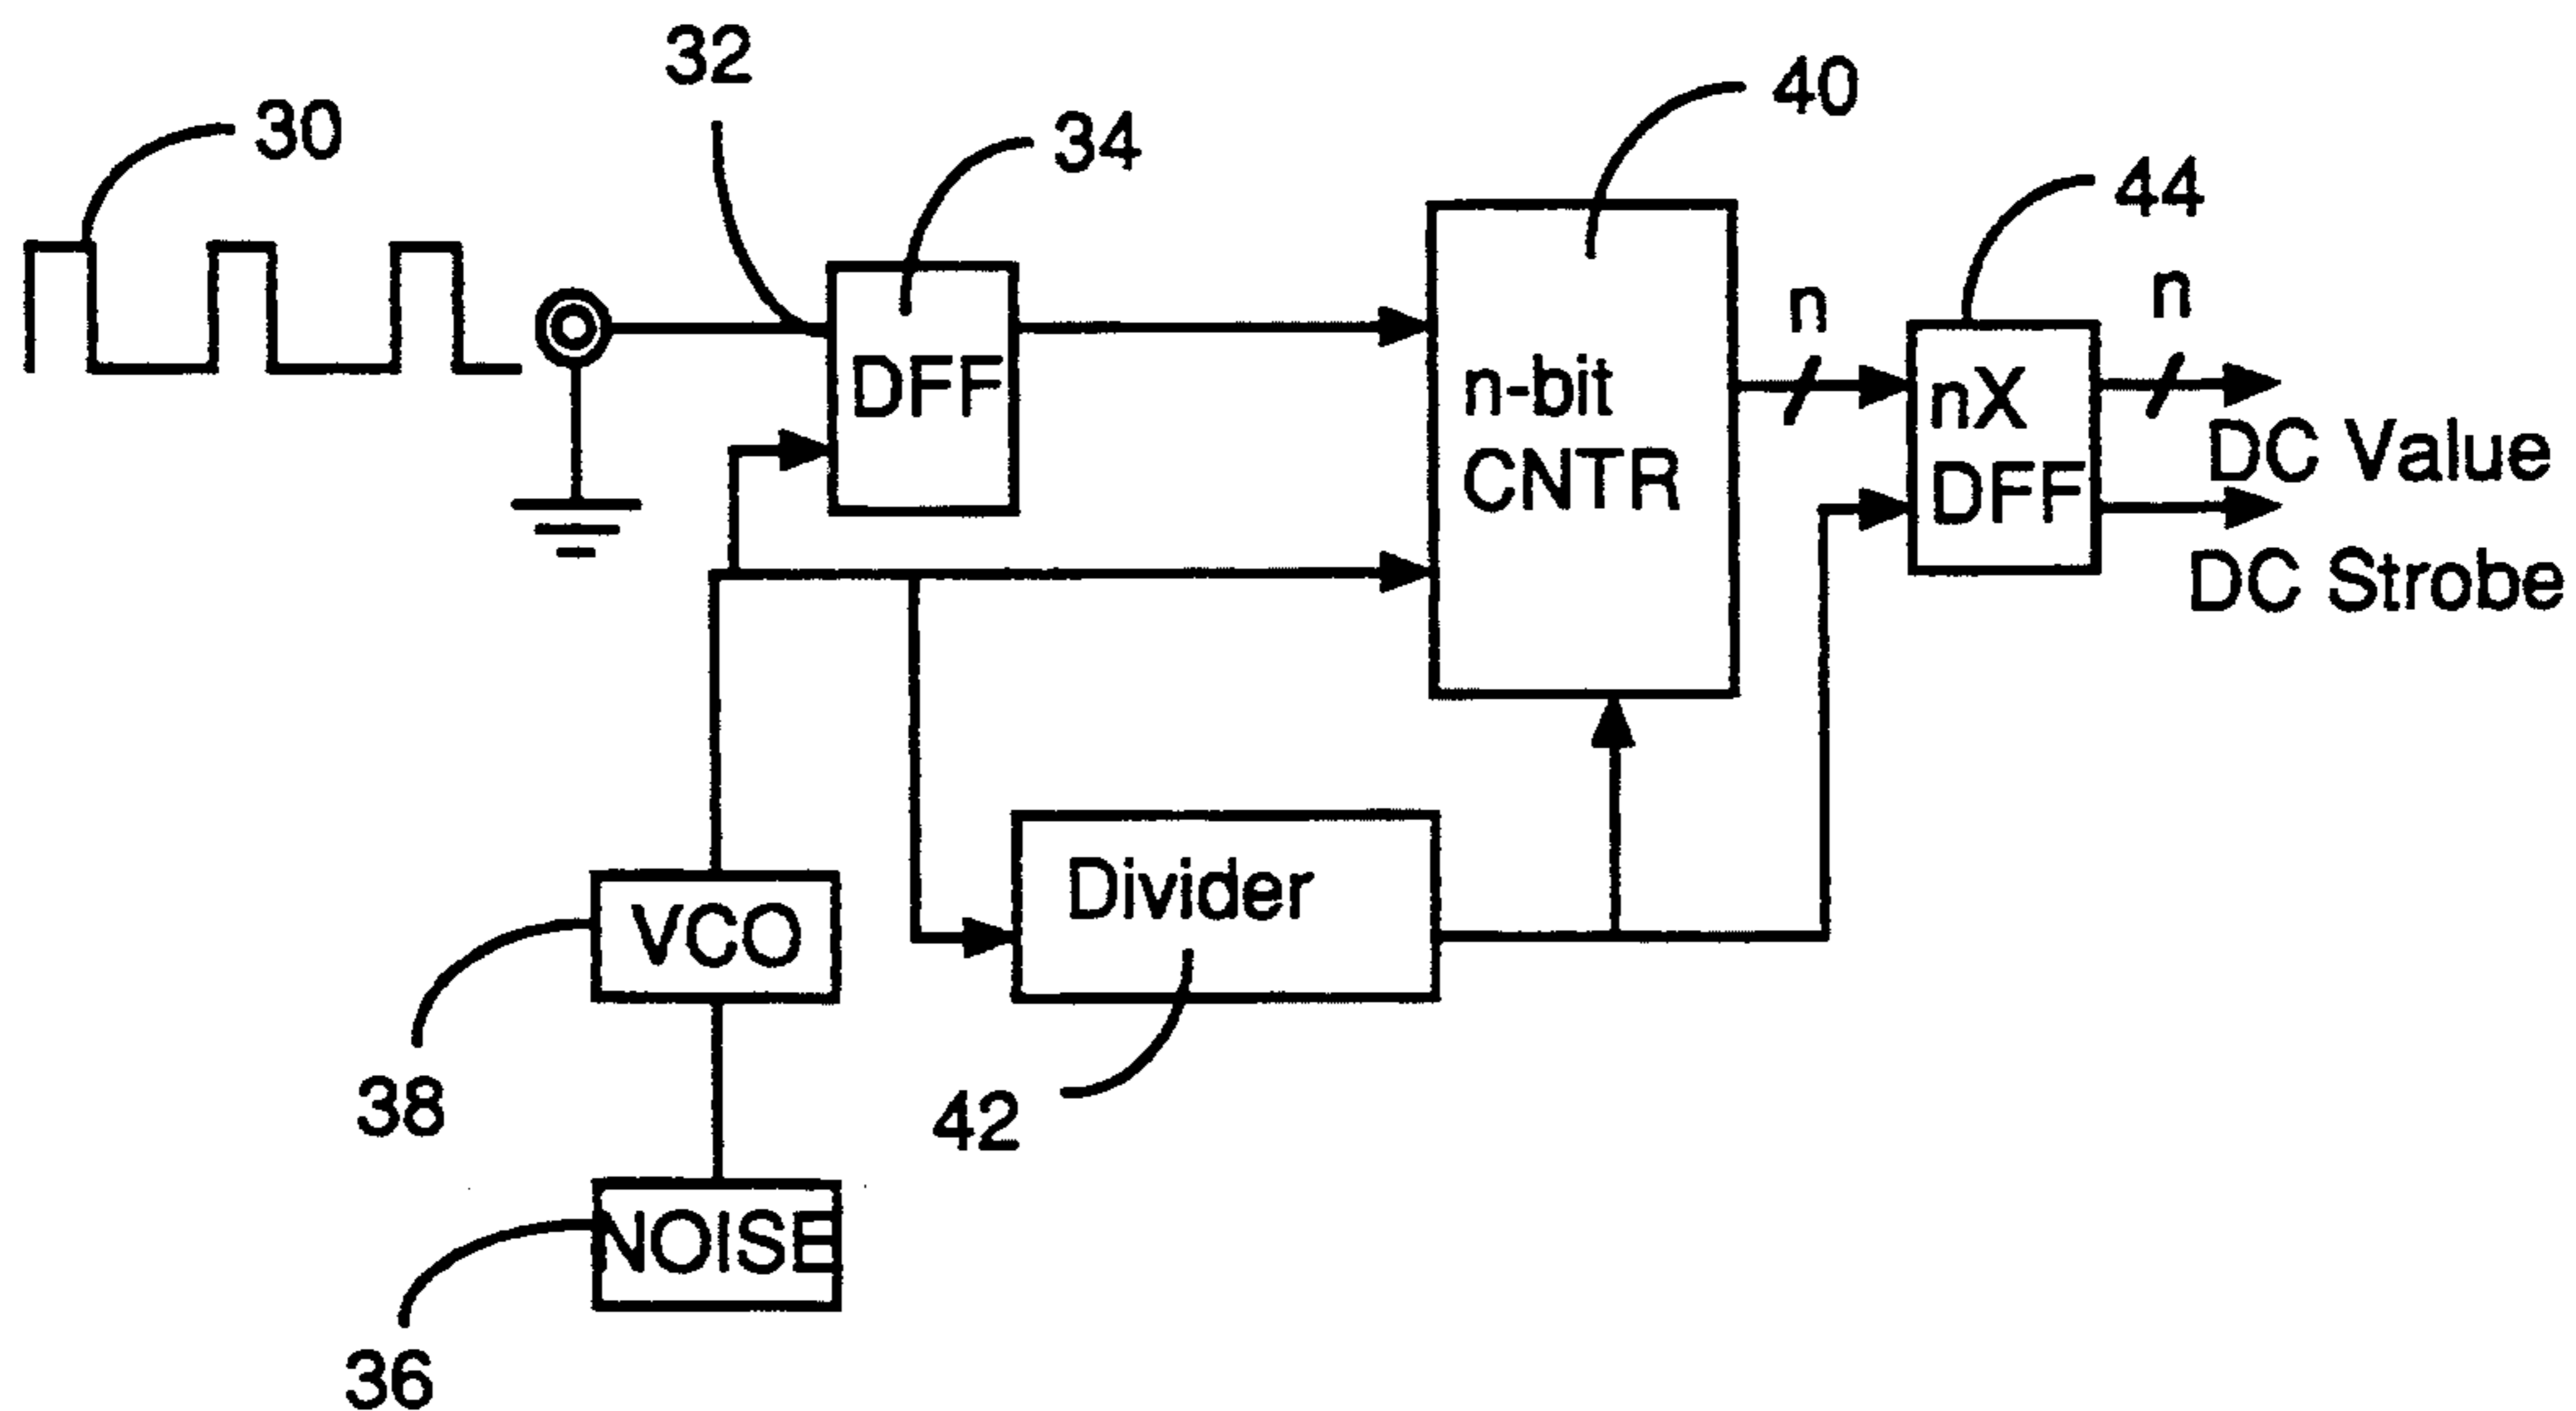 32
30
34
40
44
n
n
DFF
n-bit
CNTR
nX
DFF
DC Value
DC Strobe
Divider
VCO
38
42
NOISE
36